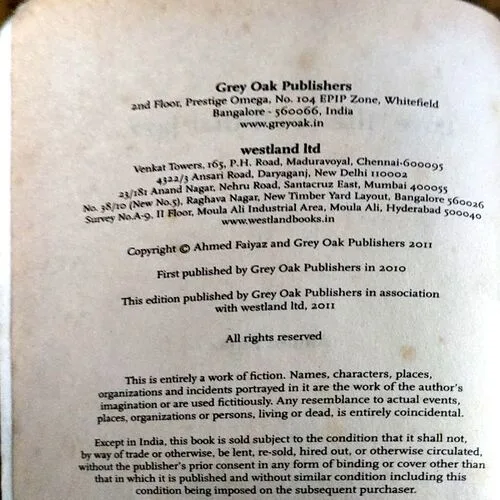 Grey Oak Publishers
2nd Floor, Prestige Omega, No. 104 EPIP Zone, Whitefield
Bangalore - 560066, India
www.greyoak.in
westland ltd
Venkat Towers, 165, P.H. Road, Maduravoyal, Chennai-600095
4322/3 Ansari Road, Daryaganj, New Delhi 110002
23/181 Anand Nagar, Nehru Road, Santacruz East, Mumbai 400055
No. 38/10 (New No.5), Raghava Nagar, New Timber Yard Layout, Bangalore 560026
Survey No.A-9, II Floor, Moula Ali Industrial Area, Moula Ali, Hyderabad 500040
www.westlandbooks.in
Copyright © Ahmed Faiyaz and Grey Oak Publishers 2011
First published by Grey Oak Publishers in 2010
This edition published by Grey Oak Publishers in association
with westland ltd, 2011
All rights reserved
This is entirely a work of fiction. Names, characters, places,
organizations and incidents portrayed in it are the work of the author's
imagination or are used fictitiously. Any resemblance to actual events,
places, organizations or persons, living or dead, is entirely coincidental.
Except in India, this book is sold subject to the condition that it shall not,
by way of trade or otherwise, be lent, re-sold, hired out, or otherwise circulated,
without the publisher's prior consent in any form of binding or cover other than
that in which it is published and without similar condition including this
condition being imposed on the subsequent purchaser.